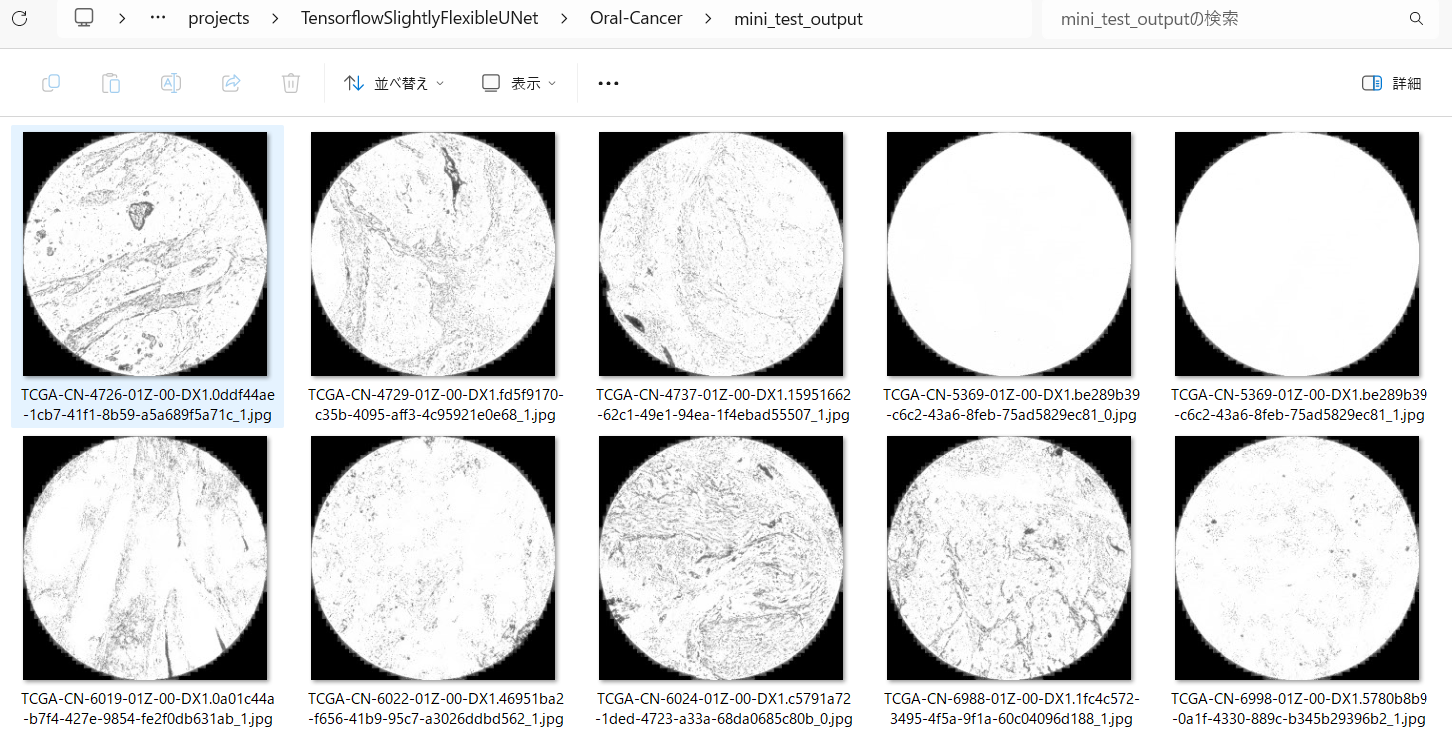 projects > TensorflowSlightlyFlexibleUNet > Oral-Cancer > mini_test_output
mini_test_outputの検索
並べ替え
表示
詳細
TCGA-CN-4726-01Z-00-DX1.0ddf44ae
-1cb7-41f1-8b59-a5a689f5a71c_1.jpg
TCGA-CN-4729-01Z-00-DX1.fd5f9170-
c35b-4095-aff3-4c95921e0e68_1.jpg
TCGA-CN-4737-01Z-00-DX1.15951662
-62c1-49e1-94ea-1f4ebad55507_1.jpg
TCGA-CN-5369-01Z-00-DX1.be289b39
-c6c2-43a6-8feb-75ad5829ec81_0.jpg
TCGA-CN-5369-01Z-00-DX1.be289b39
-c6c2-43a6-8feb-75ad5829ec81_1.jpg
TCGA-CN-6019-01Z-00-DX1.0a01c44a
-b7f4-427e-9854-fe2f0db631ab_1.jpg
TCGA-CN-6022-01Z-00-DX1.46951ba2
-f656-41b9-95c7-a3026ddbd562_1.jpg
TCGA-CN-6024-01Z-00-DX1.c5791a72
-1ded-4723-a33a-68da0685c80b_0.jpg
TCGA-CN-6988-01Z-00-DX1.1fc4c572-
3495-4f5a-9f1a-60c04096d188_1.jpg
TCGA-CN-6998-01Z-00-DX1.5780b8b9
-0a1f-4330-889c-b345b29396b2_1.jpg